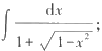 ∫ dx / (1 + √(1 - x²));